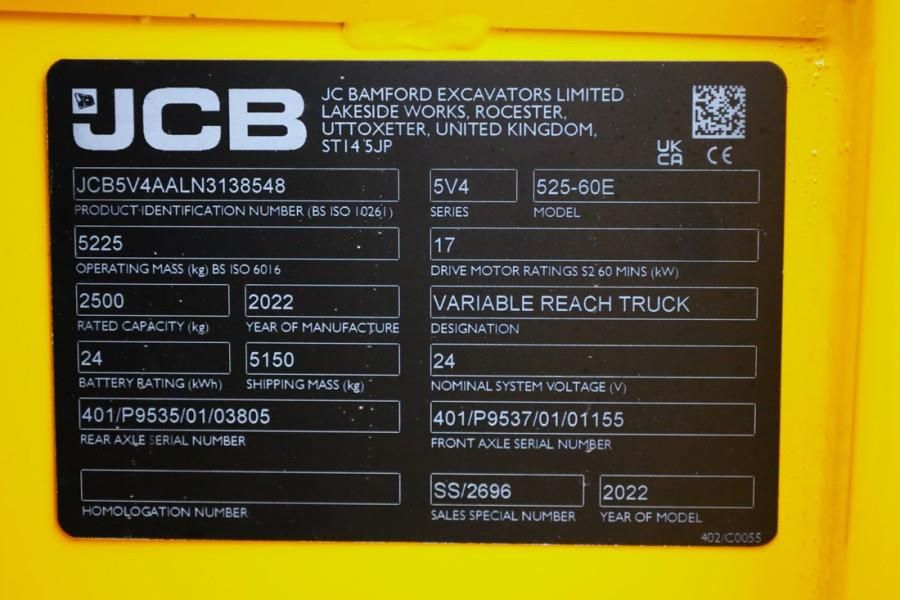 JCB
JC BAMFORD EXCAVATORS LIMITED
LAKESIDE WORKS, ROCESTER,
UTTOXETER, UNITED KINGDOM,
ST14 5JP
UK
CA CE
JCB5V4AALN3138548 5V4 525-60E
PRODUCT IDENTIFICATION NUMBER (BS ISO 10261) SERIES MODEL
5225 17
OPERATING MASS (kg) BS ISO 6016 DRIVE MOTOR RATINGS S2 60 MINS (kW)
2500 2022 VARIABLE REACH TRUCK
RATED CAPACITY (kg) YEAR OF MANUFACTURE DESIGNATION
24 5150 24
BATTERY RATING (kWh) SHIPPING MASS (kg) NOMINAL SYSTEM VOLTAGE (V)
401/P9535/01/03805 401/P9537/01/01155
REAR AXLE SERIAL NUMBER FRONT AXLE SERIAL NUMBER
SS/2696 2022
HOMOLOGATION NUMBER SALES SPECIAL NUMBER YEAR OF MODEL
402/C0055